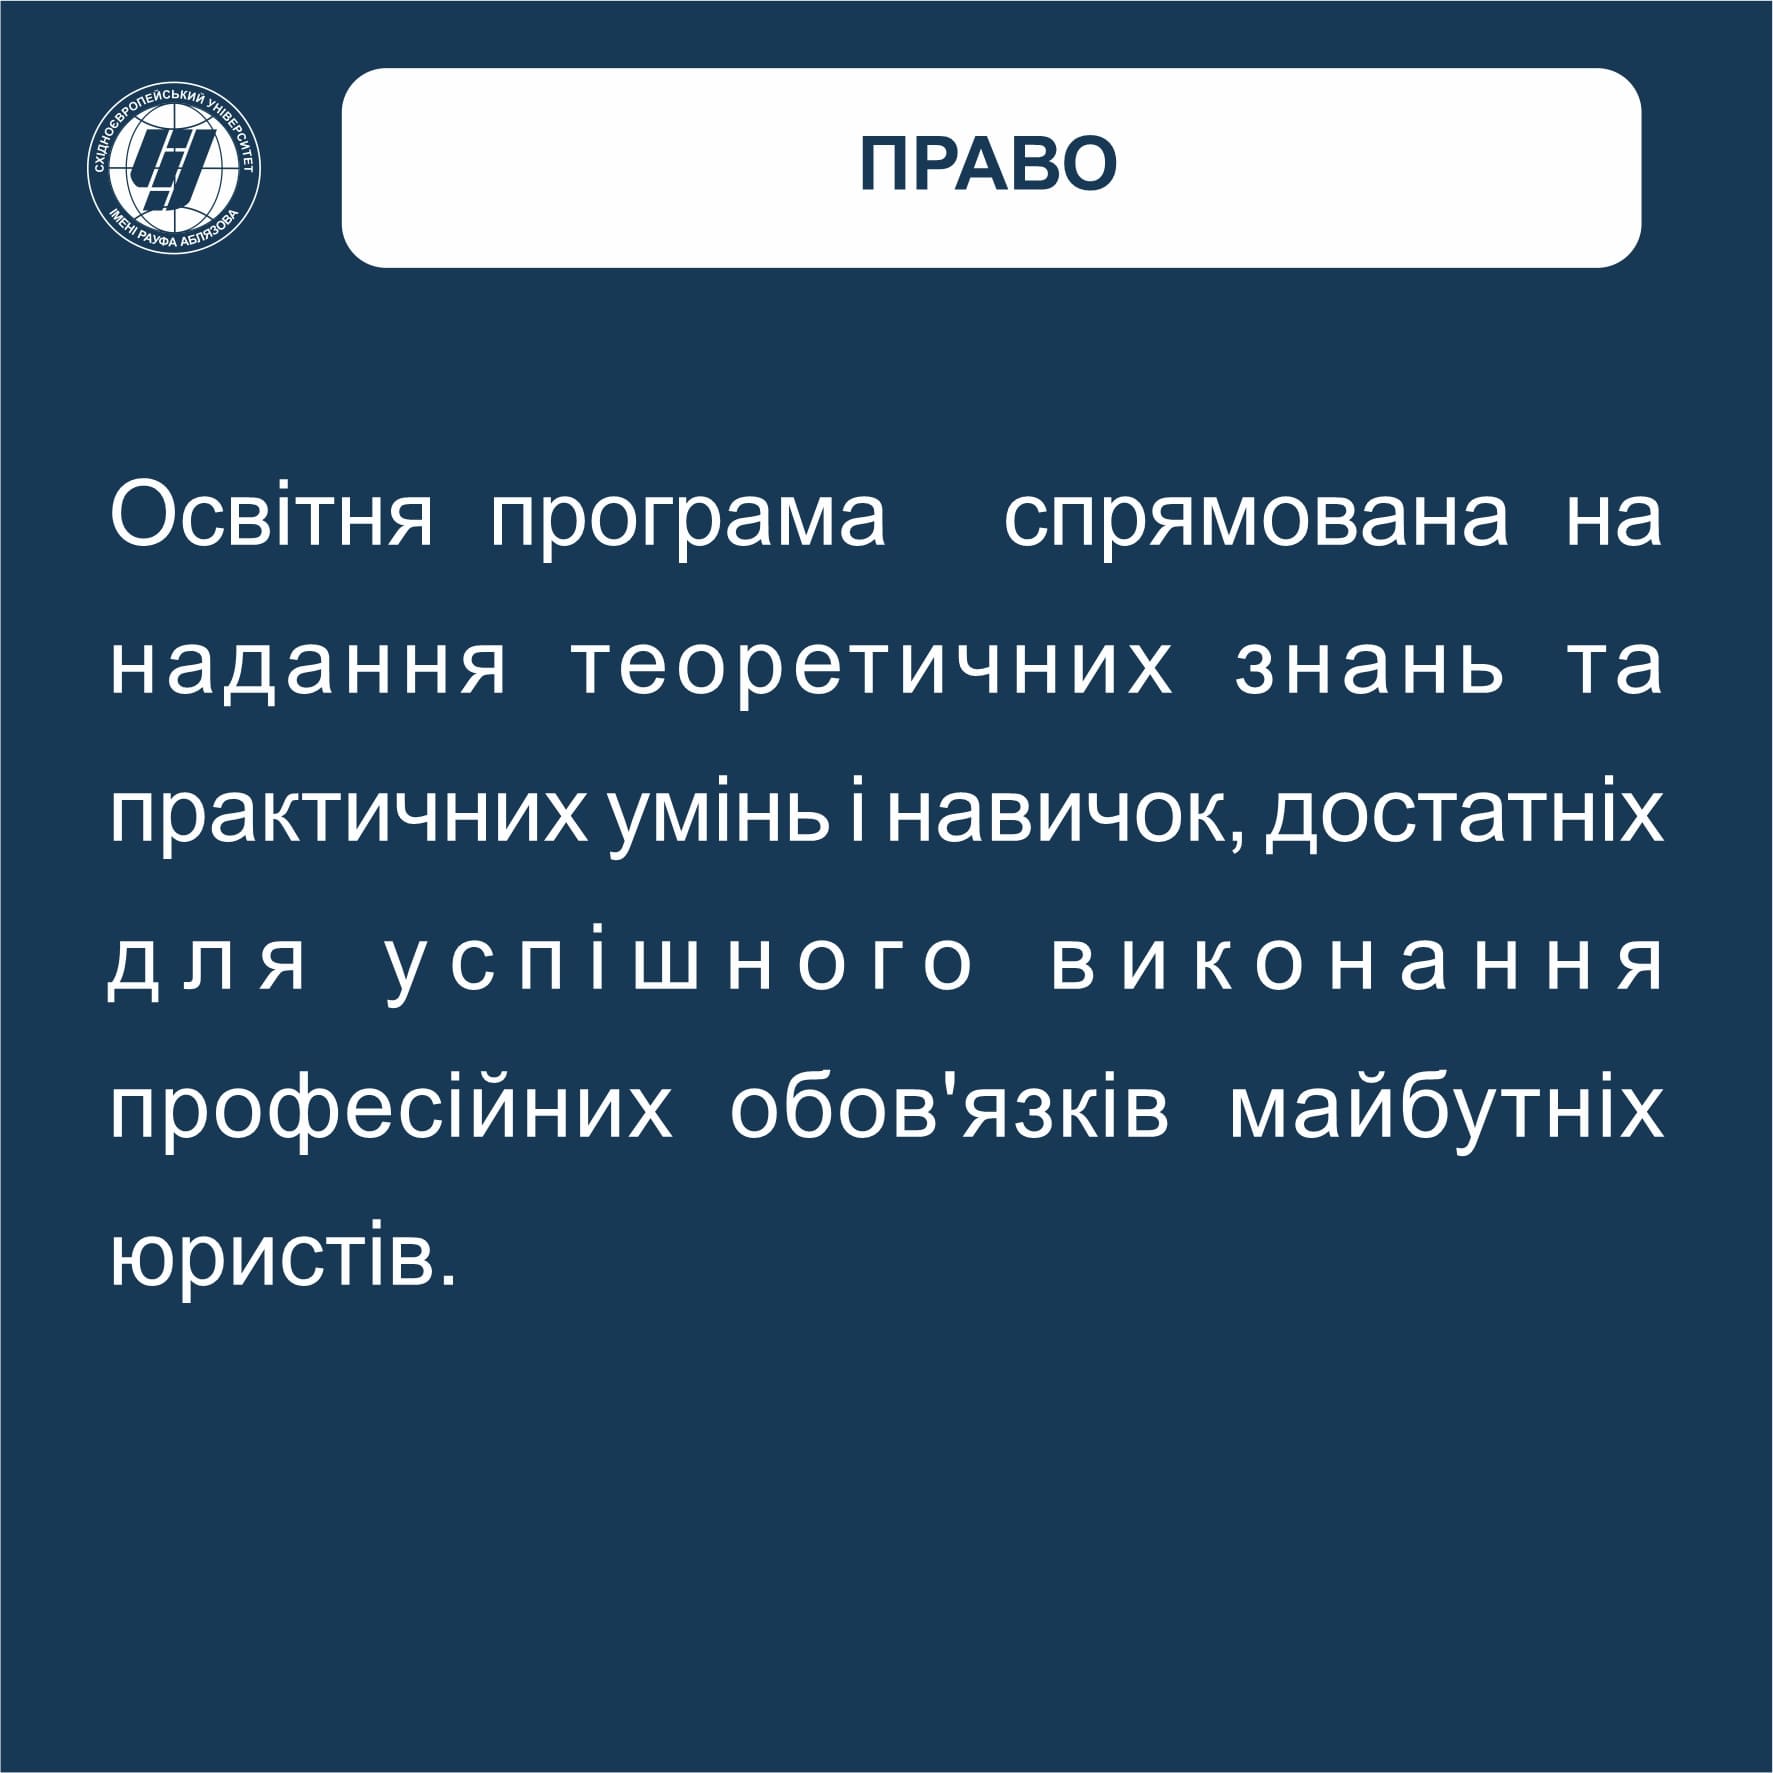 СХІДНОЄВРОПЕЙСЬКИЙ УНІВЕРСИТЕТ
ІМЕНІ РАУФА АБЛЯЗОВА
ПРАВО
Освітня програма спрямована на
надання теоретичних знань та
практичних умінь і навичок, достатніх
для успішного виконання
професійних обов'язків майбутніх
юристів.